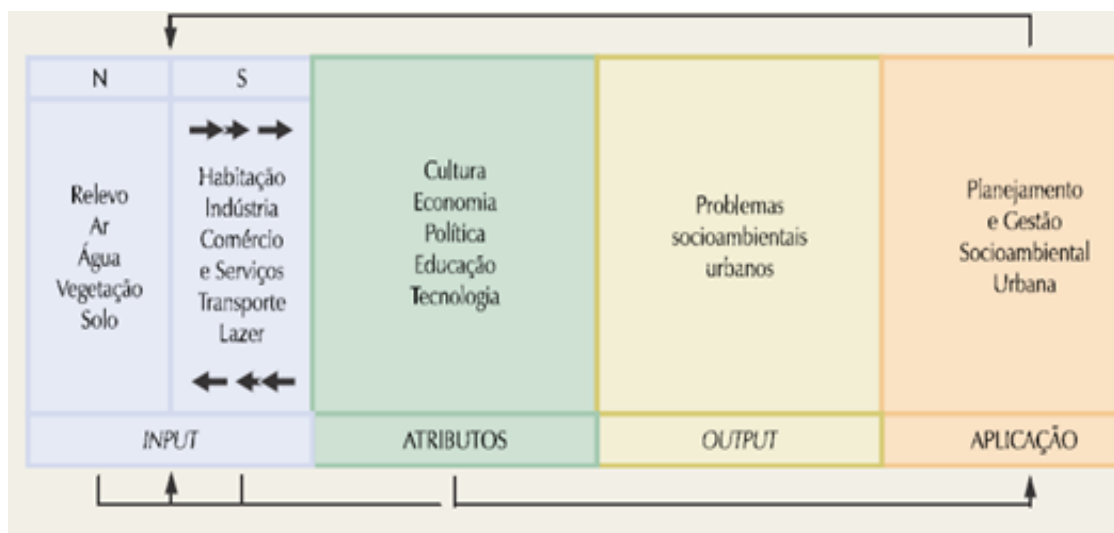 N
S
Relevo
Ar
Água
Vegetação
Solo
Habitação
Indústria
Comércio
e Serviços
Transporte
Lazer
Cultura
Economia
Política
Educação
Tecnologia
Problemas
socioambientais
urbanos
Planejamento
e Gestão
Socioambiental
Urbana
INPUT
ATRIBUTOS
OUTPUT
APLICAÇÃO